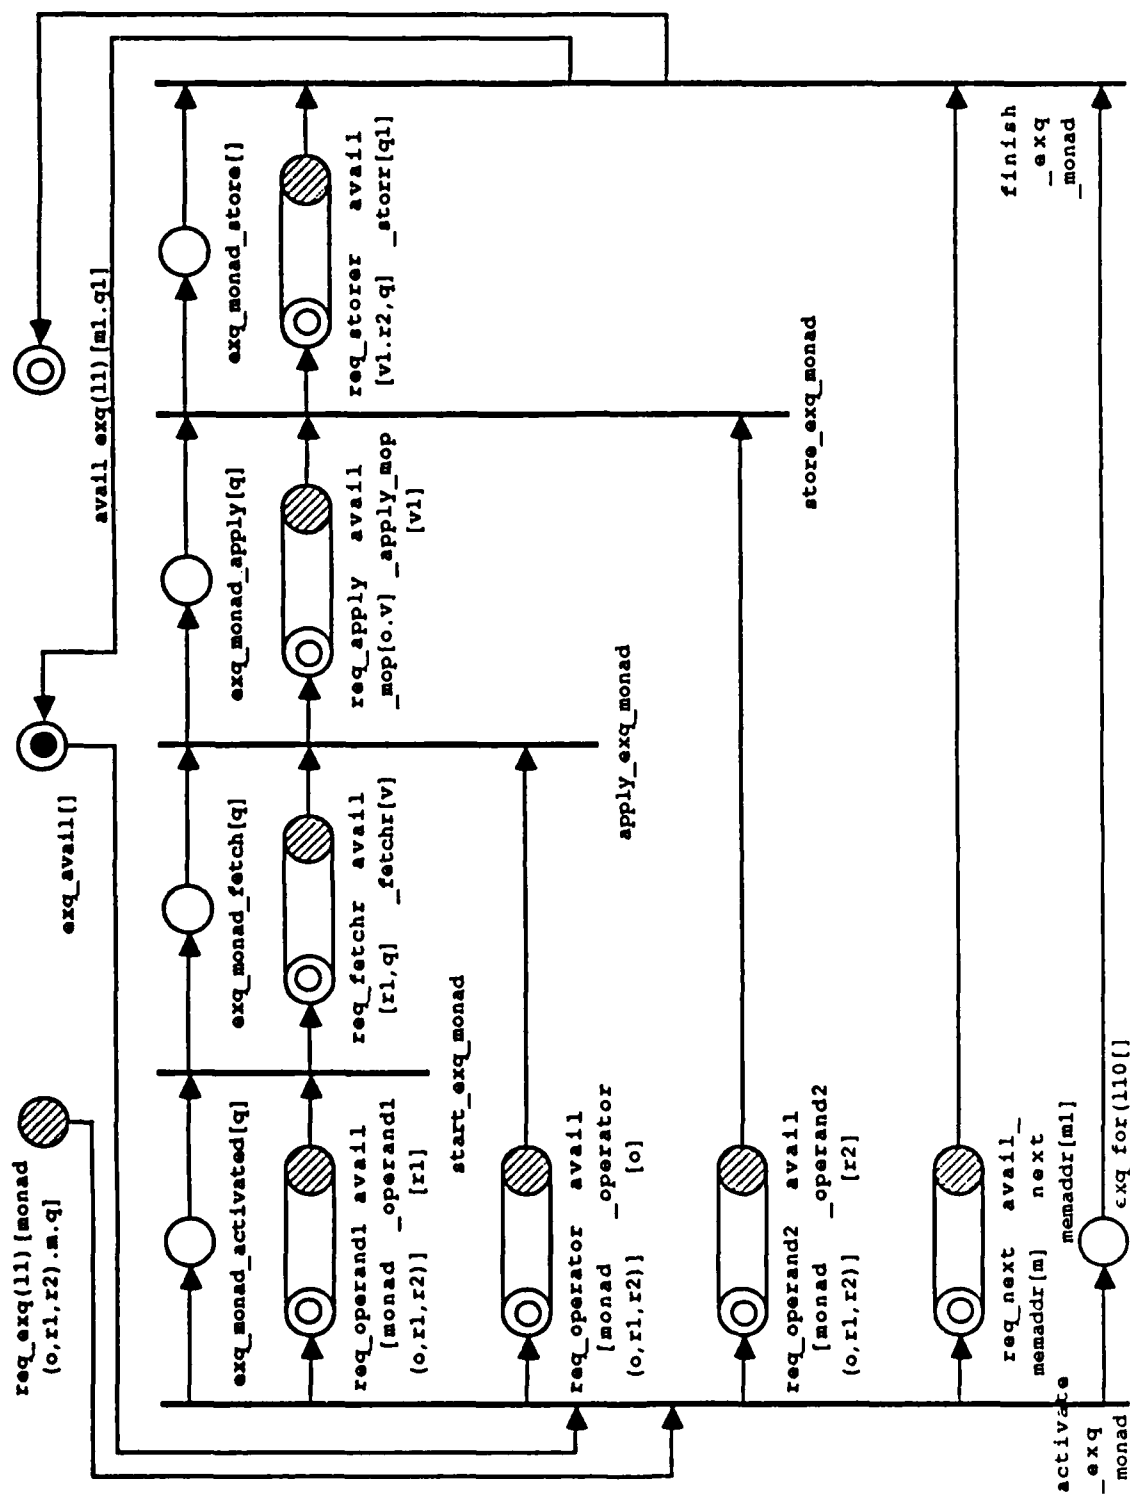 req_exq(l1)[monad
(o,r1,r2).m.q]
exq_avail[]
avail exq(l1)[m1.q1]
exq_monad_activated[q]
exq_monad_fetch[q]
exq_monad_apply[q]
exq_monad_store[]
req_operand1 avail
[monad _operand1
(o,r1,r2)] [r1]
req_fetchr avail
[r1,q] _fetchr[v]
req_apply avail
_mop[o.v] _apply_mop
[v1]
req_storer avail
[v1.r2,q] _storr[q1]
start_exq_monad
req_operator avail
[monad _operator
(o,r1,r2)] [o]
apply_exq_monad
req_operand2 avail
[monad _operand2
(o,r1,r2)] [r2]
store_exq_monad
req_next avail_
memaddr[m] next
memaddr[m1]
activate
_exq
monad
exq for(l10[]
finish
_exq
_monad